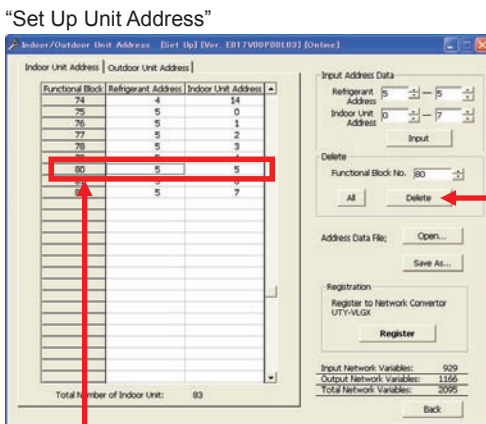 “Set Up Unit Address”
Indoor/Outdoor Unit Address [Set Up] [Ver. E017V00P00L03] [Online]
Indoor Unit Address Outdoor Unit Address
Functional Block Refrigerant Address Indoor Unit Address
74 4 14
75 5 0
76 5 1
77 5 2
78 5 3
80 5 5
5 7
Total Number of Indoor Unit: 83
Input Address Data
Refrigerant Address 5 — 5
Indoor Unit Address 0 — 7
Input
Delete
Functional Block No. 80
All Delete
Address Data File; Open...
Save As...
Registration
Register to Network Convertor
UTY-VLGX
Register
Input Network Variables: 929
Output Network Variables: 1166
Total Network Variables: 2095
Back